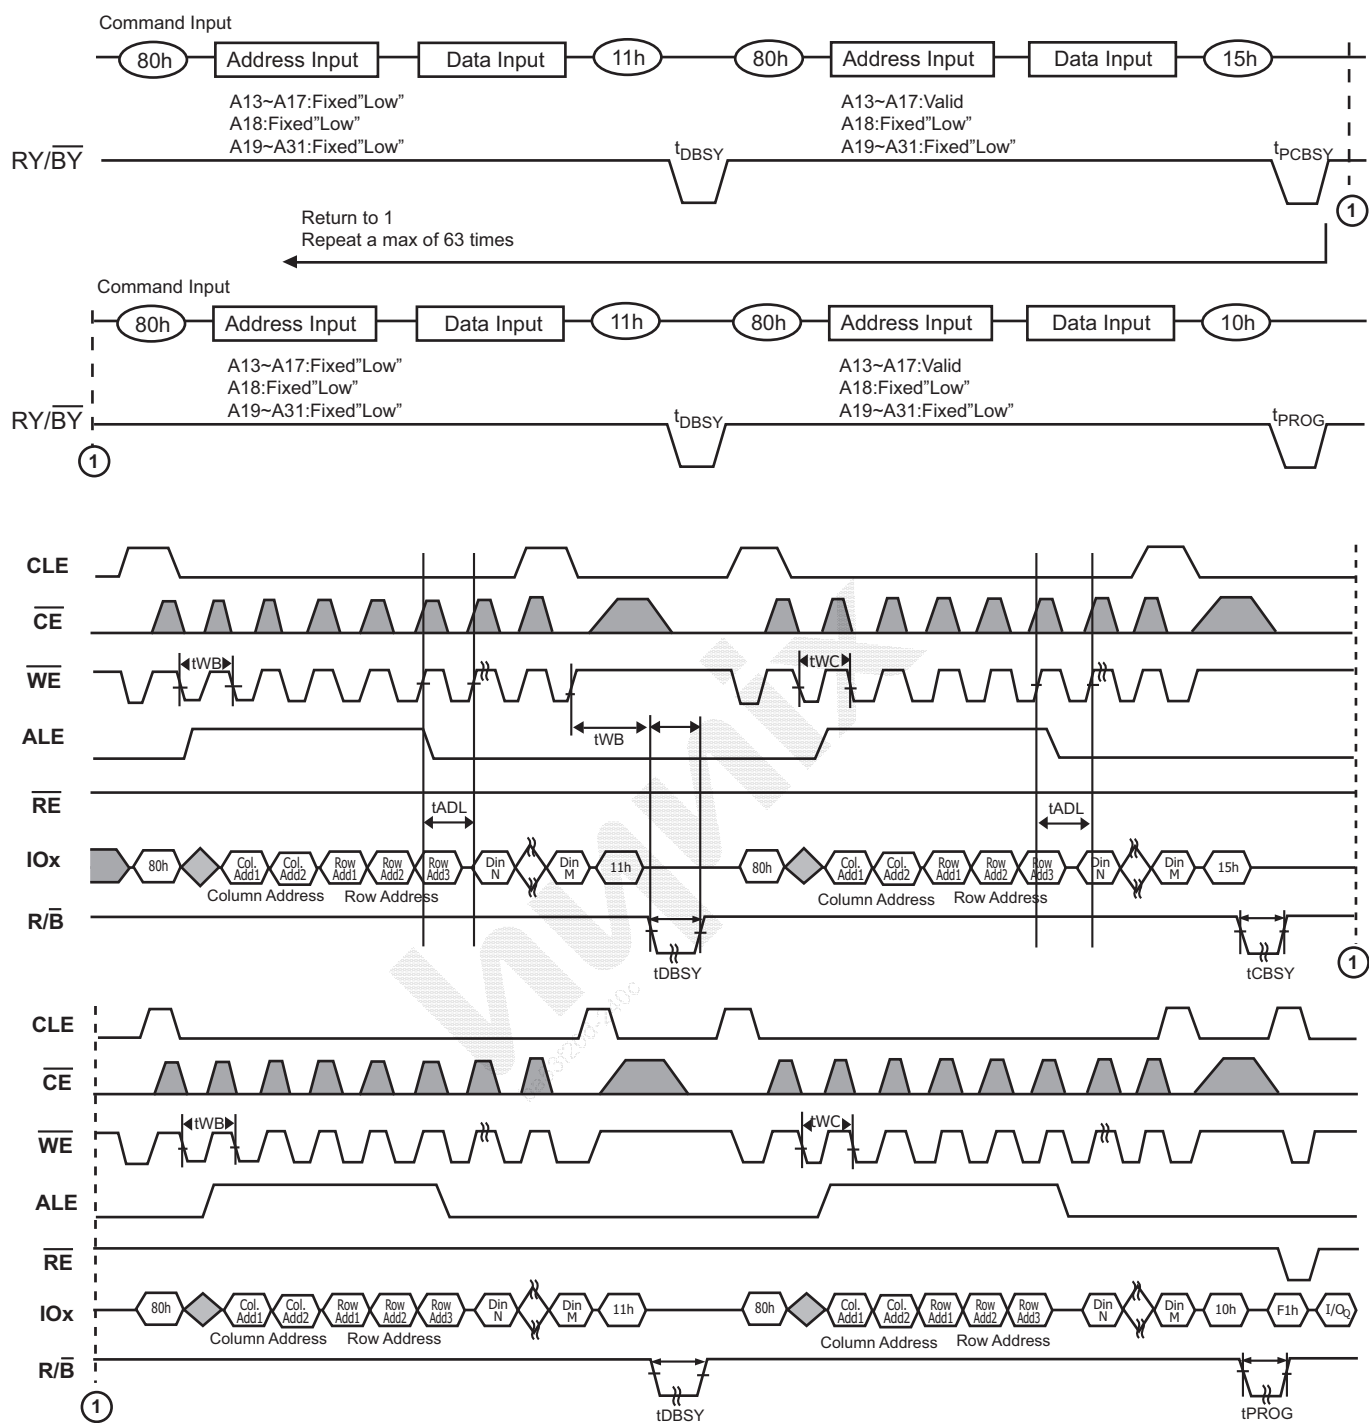 Command Input
80h Address Input Data Input 11h 80h Address Input Data Input 15h
A13~A17:Fixed"Low" A13~A17:Valid
A18:Fixed"Low" A18:Fixed"Low"
A19~A31:Fixed"Low" A19~A31:Fixed"Low"
RY/BY tDBSY tPCBSY
1
Return to 1
Repeat a max of 63 times
Command Input
80h Address Input Data Input 11h 80h Address Input Data Input 10h
A13~A17:Fixed"Low" A13~A17:Valid
A18:Fixed"Low" A18:Fixed"Low"
A19~A31:Fixed"Low" A19~A31:Fixed"Low"
RY/BY tDBSY tPROG
1
CLE
CE
WE tWB tWC
ALE tWB
RE
tADL tADL
IOx 80h Col. Add1 Col. Add2 Row Add1 Row Add2 Row Add3 Din N Din M 11h 80h Col. Add1 Col. Add2 Row Add1 Row Add2 Row Add3 Din N Din M 15h
Column Address Row Address Column Address Row Address
R/B
tDBSY tCBSY
1
CLE
CE
WE tWB tWC
ALE
RE
IOx 80h Col. Add1 Col. Add2 Row Add1 Row Add2 Row Add3 Din N Din M 11h 80h Col. Add1 Col. Add2 Row Add1 Row Add2 Row Add3 Din N Din M 10h F1h I/OQ
Column Address Row Address Column Address Row Address
R/B
1
tDBSY tPROG
hynix